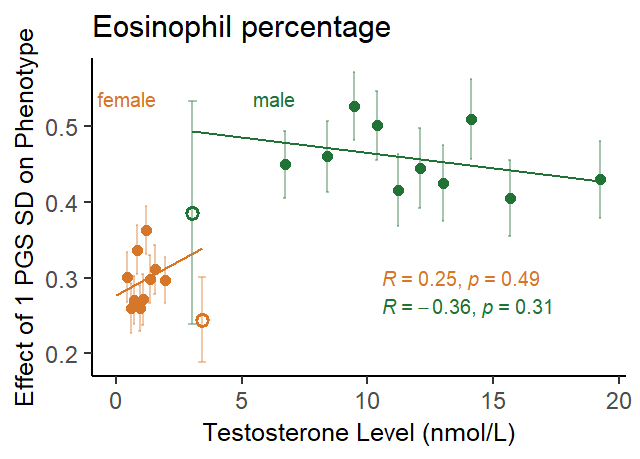 Eosinophil percentage
Effect of 1 PGS SD on Phenotype
female
male
0.5
0.4
0.3
0.2
R = 0.25, p = 0.49
R = −0.36, p = 0.31
0 5 10 15 20
Testosterone Level (nmol/L)